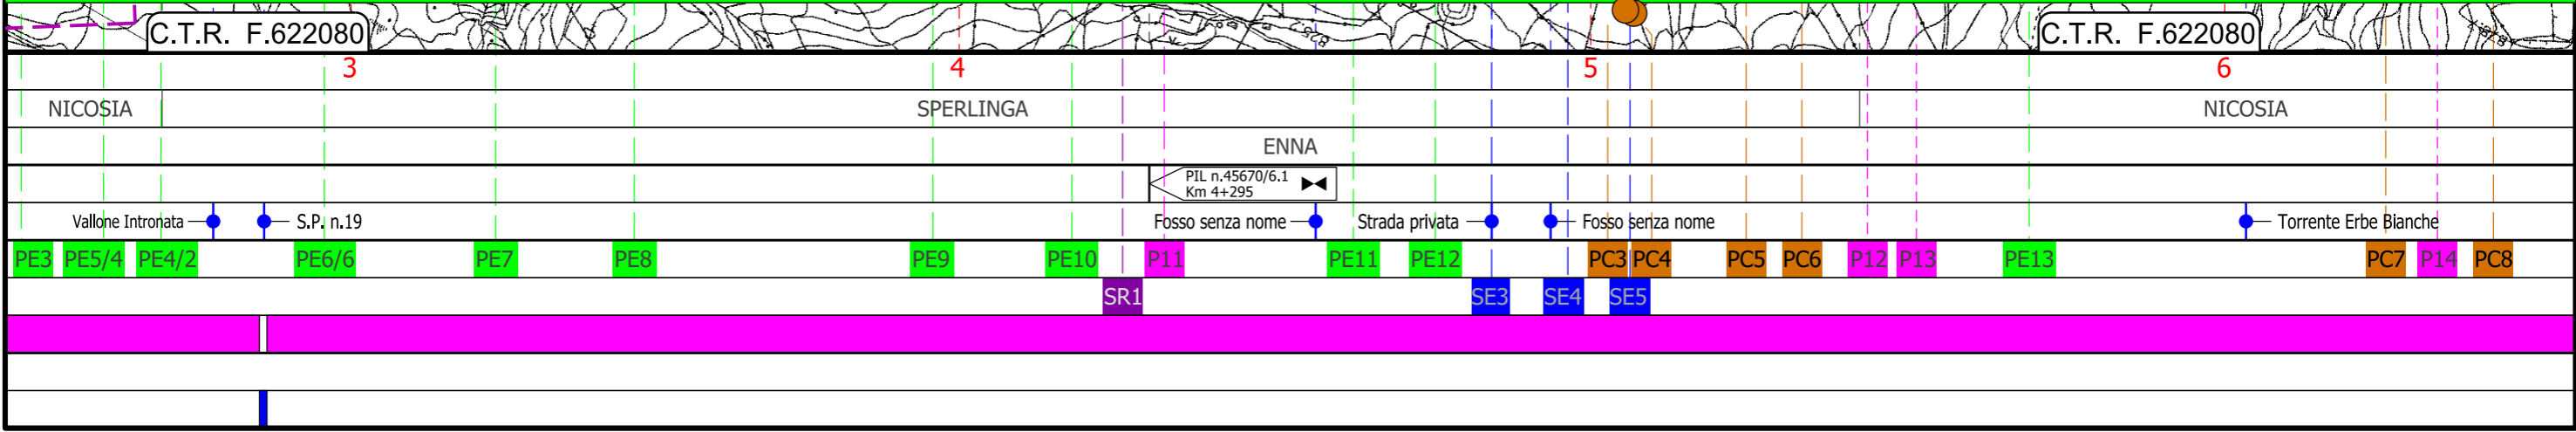 C.T.R. F.622080 C.T.R. F.622080
3 4 5 6
NICOSIA SPERLINGA NICOSIA
ENNA
PIL n.45670/6.1
Km 4+295
Vallone Intronata S.P. n.19 Fosso senza nome Strada privata Fosso senza nome Torrente Erbe Bianche
PE3 PE5/4 PE4/2 PE6/6 PE7 PE8 PE9 PE10 P11 PE11 PE12 PC3 PC4 PC5 PC6 P12 P13 PE13 PC7 P14 PC8
SR1 SE3 SE4 SE5